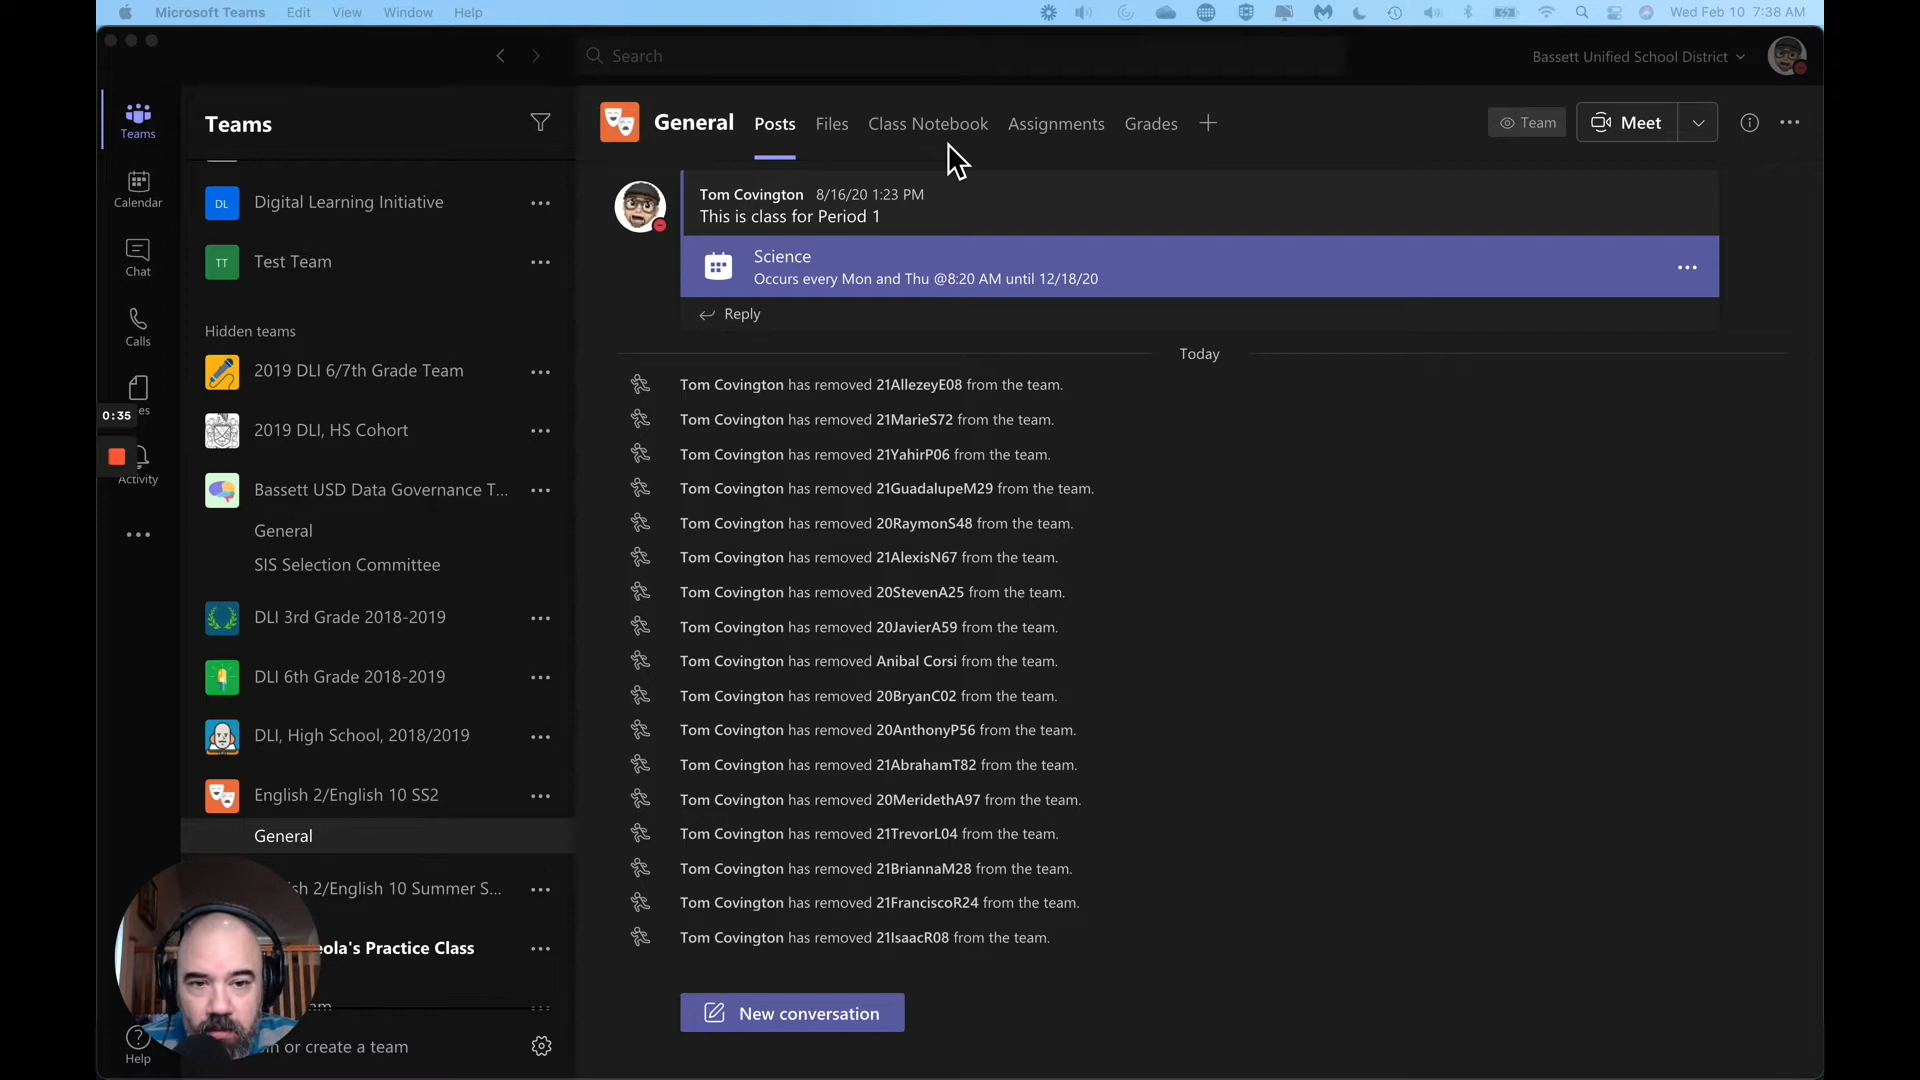 Microsoft Teams Edit View Window Help
Wed Feb 10 7:38 AM
Search
Bassett Unified School District
Teams
Calendar
Chat
Calls
0:35
Activity
Help
Teams
DL Digital Learning Initiative
TT Test Team
Hidden teams
2019 DLI 6/7th Grade Team
2019 DLI, HS Cohort
Bassett USD Data Governance T...
General
SIS Selection Committee
DLI 3rd Grade 2018-2019
DLI 6th Grade 2018-2019
DLI, High School, 2018/2019
English 2/English 10 SS2
General
2/English 10 Summer S...
Practice Class
or create a team
General Posts Files Class Notebook Assignments Grades
Team Meet
Tom Covington 8/16/20 1:23 PM
This is class for Period 1
Science
Occurs every Mon and Thu @8:20 AM until 12/18/20
Reply
Today
Tom Covington has removed 21AllezeyE08 from the team.
Tom Covington has removed 21MarieS72 from the team.
Tom Covington has removed 21YahirP06 from the team.
Tom Covington has removed 21GuadalupeM29 from the team.
Tom Covington has removed 20RaymonS48 from the team.
Tom Covington has removed 21AlexisN67 from the team.
Tom Covington has removed 20StevenA25 from the team.
Tom Covington has removed 20JavierA59 from the team.
Tom Covington has removed Anibal Corsi from the team.
Tom Covington has removed 20BryanC02 from the team.
Tom Covington has removed 20AnthonyP56 from the team.
Tom Covington has removed 21AbrahamT82 from the team.
Tom Covington has removed 20MeridethA97 from the team.
Tom Covington has removed 21TrevorL04 from the team.
Tom Covington has removed 21BriannaM28 from the team.
Tom Covington has removed 21FranciscoR24 from the team.
Tom Covington has removed 21IsaacR08 from the team.
New conversation